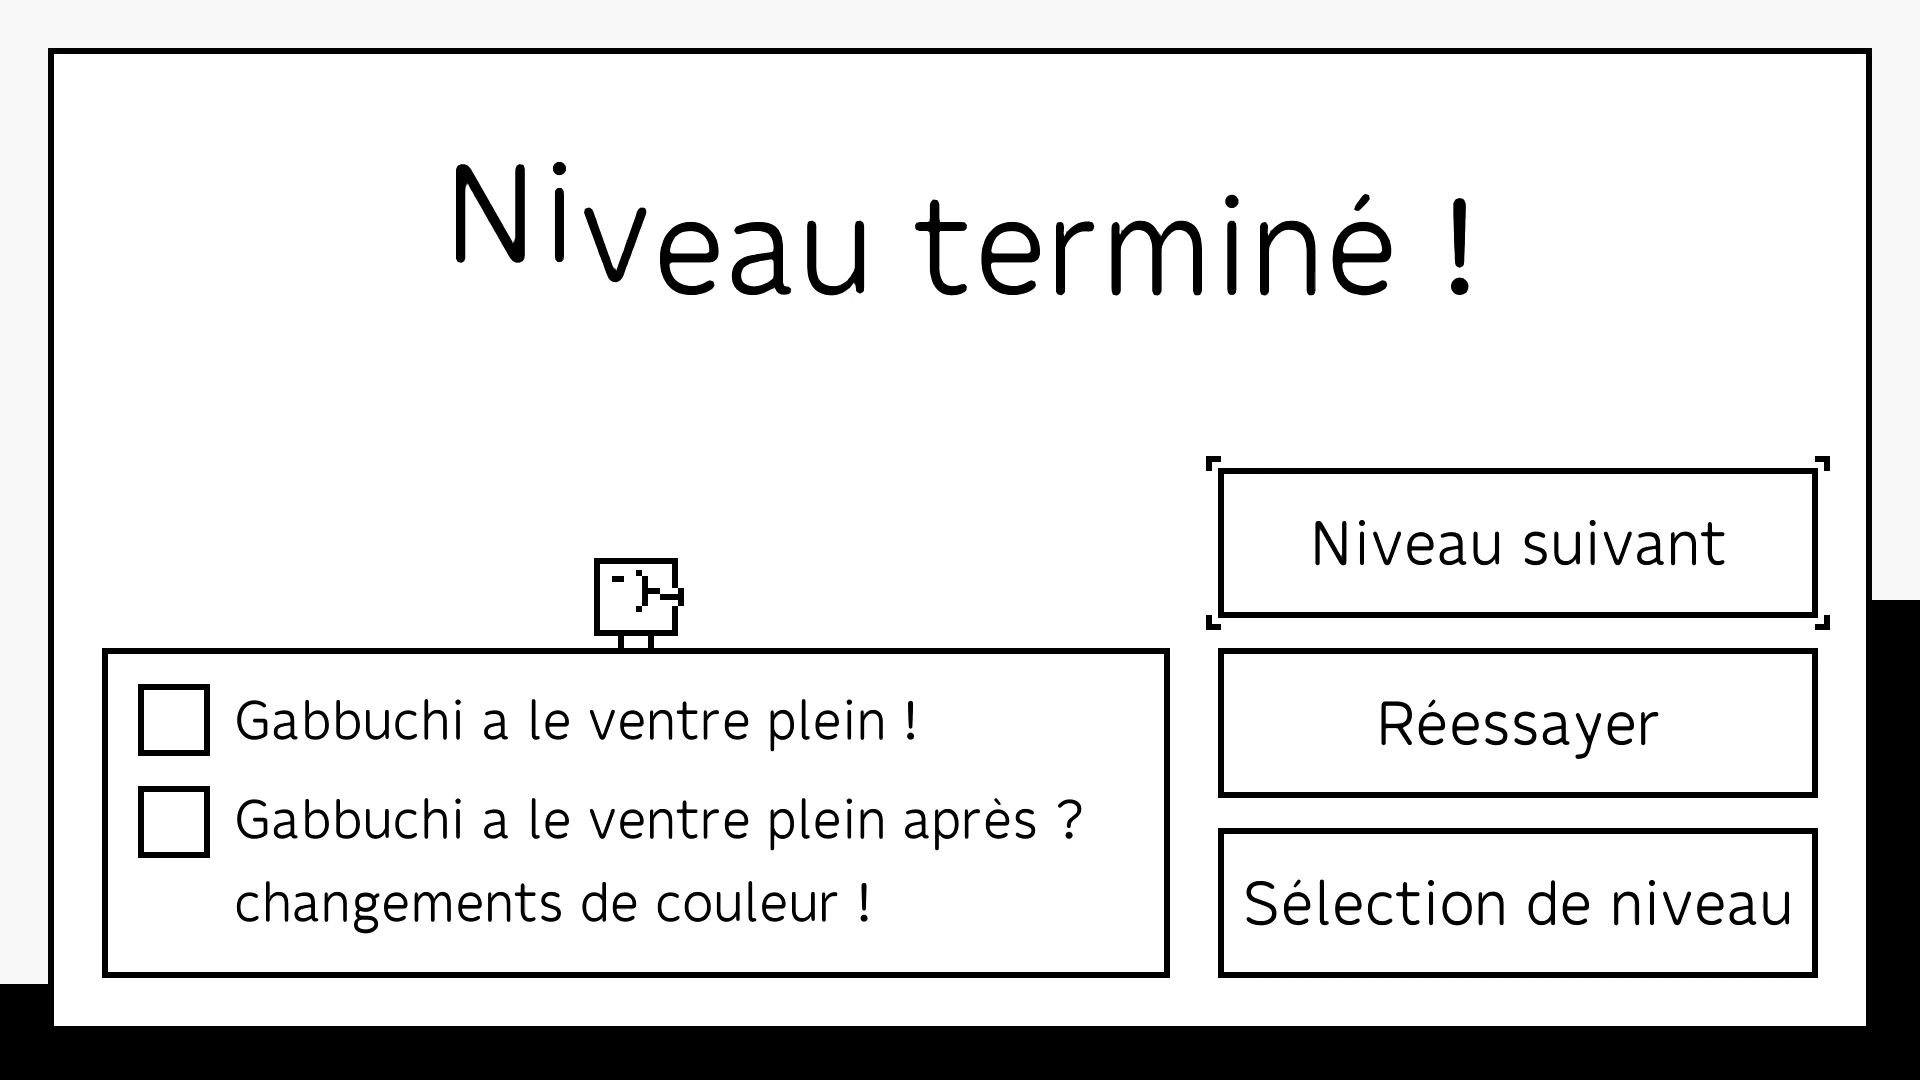 Niveau terminé !
Niveau suivant
Gabbuchi a le ventre plein !
Réessayer
Gabbuchi a le ventre plein après ?
changements de couleur !
Sélection de niveau